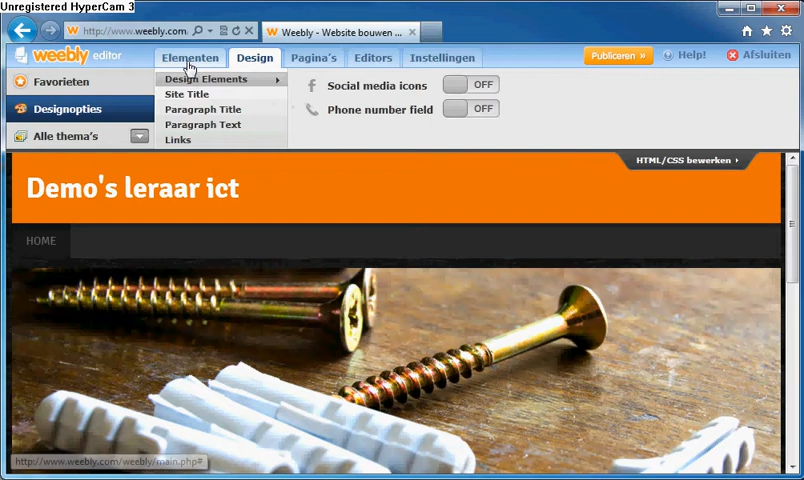 Unregistered HyperCam 3
http://www.weebly.com
Weebly - Website bouwen ...
weebly editor
Elementen
Design
Pagina's
Editors
Instellingen
Publiceren »
Help!
Afsluiten
Favorieten
Designopties
Alle thema's
Design Elements
Site Title
Paragraph Title
Paragraph Text
Links
Social media icons
OFF
Phone number field
OFF
HTML/CSS bewerken
Demo's leraar ict
HOME
http://www.weebly.com/weebly/main.php#